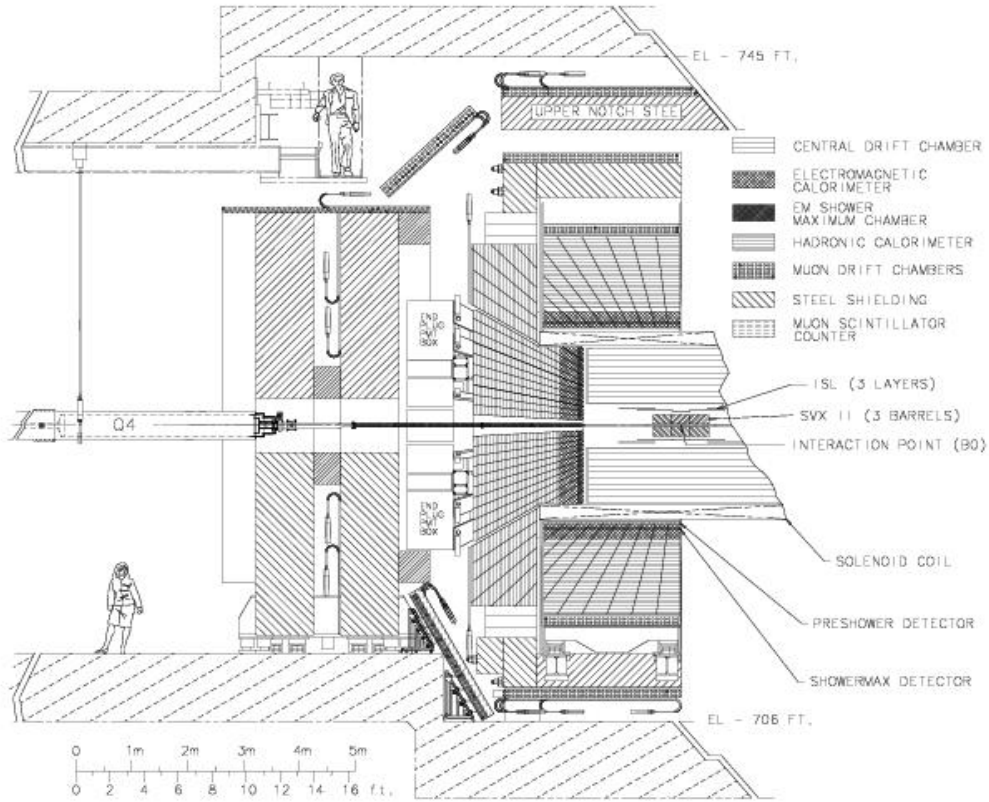 EL - 745 FT.
UPPER NOTCH STEEL
CENTRAL DRIFT CHAMBER
ELECTROMAGNETIC
CALORIMETER
EM SHOWER
MAXIMUM CHAMBER
HADRONIC CALORIMETER
MUON DRIFT CHAMBERS
STEEL SHIELDING
MUON SCINTILLATOR
COUNTER
END
PLUG
PMT
BOX
ISL (3 LAYERS)
Q4
SVX II (3 BARRELS)
INTERACTION POINT (B0)
END
PLUG
PMT
BOX
SOLENOID COIL
PRESHOWER DETECTOR
SHOWERMAX DETECTOR
EL - 706 FT.
0 1m 2m 3m 4m 5m
0 2 4 6 8 10 12 14 16 ft.